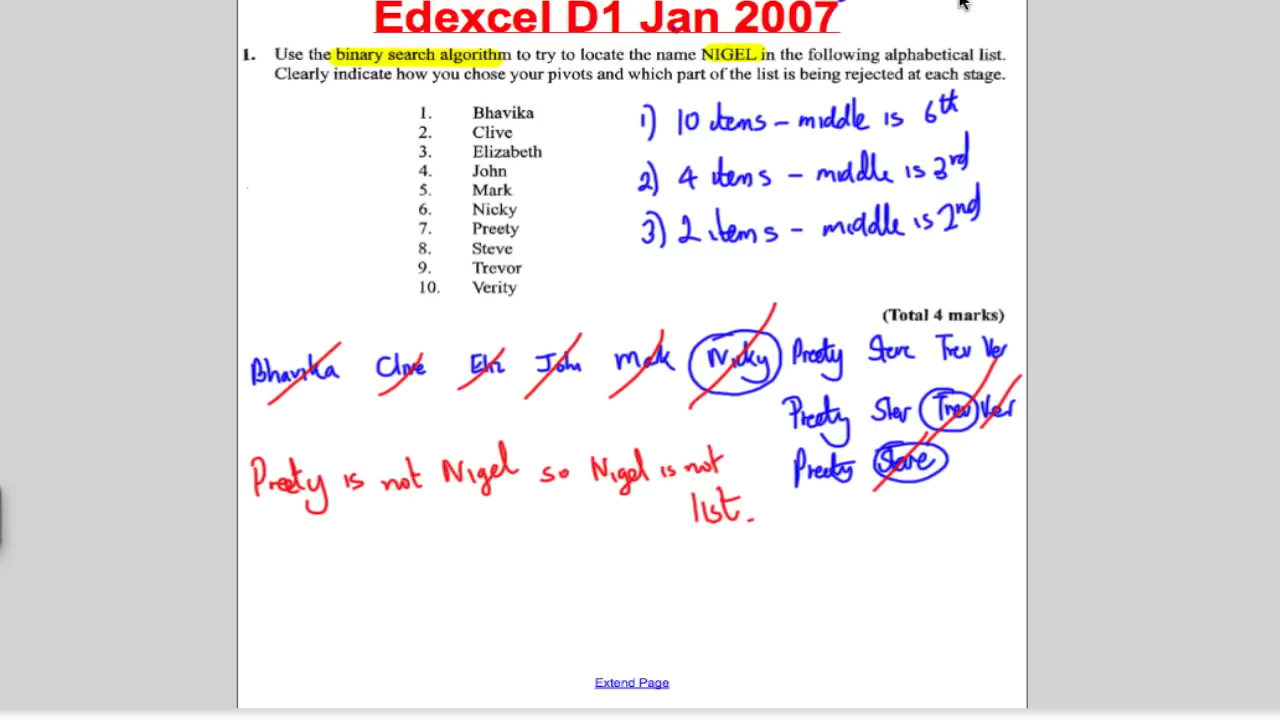 Edexcel D1 Jan 2007
1. Use the binary search algorithm to try to locate the name NIGEL in the following alphabetical list.
Clearly indicate how you chose your pivots and which part of the list is being rejected at each stage.
1. Bhavika
2. Clive
3. Elizabeth
4. John
5. Mark
6. Nicky
7. Preety
8. Steve
9. Trevor
10. Verity
1) 10 items - middle is 6th
2) 4 items - middle is 3rd
3) 2 items - middle is 2nd
(Total 4 marks)
Bhavika Clive Eliz John Mark Nicky Preety Steve Trev Ver
Preety Stev Trev Ver
Preety Steve
Preety is not Nigel so Nigel is not
list.
Extend Page